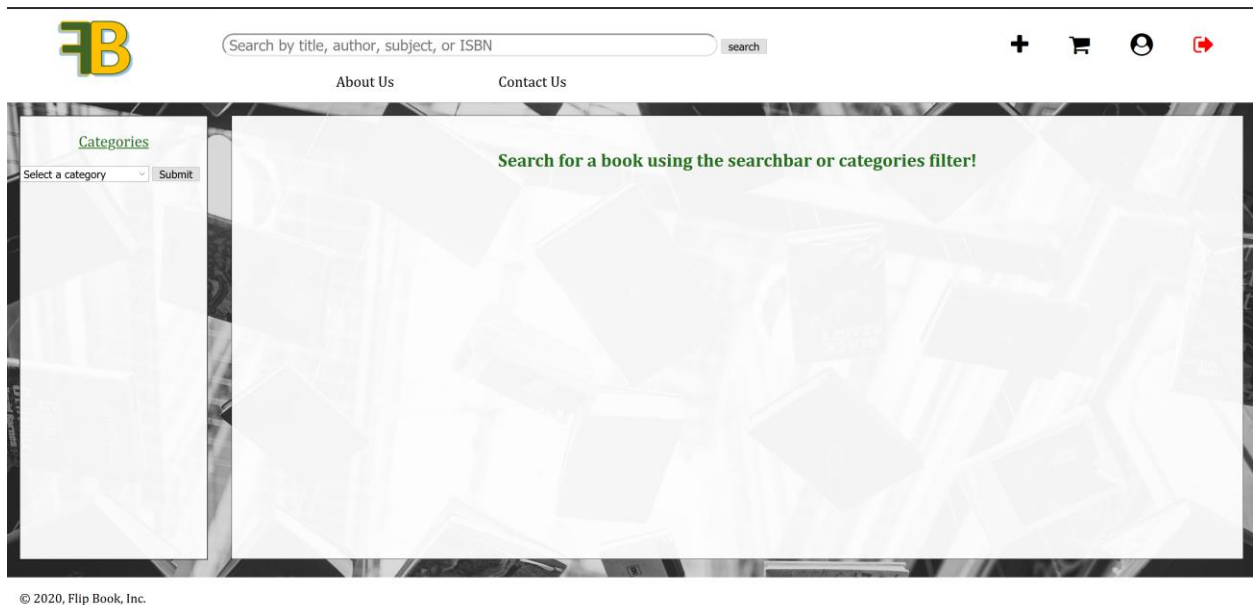 FB
Search by title, author, subject, or ISBN
search
About Us
Contact Us
Categories
Select a category
Submit
Search for a book using the searchbar or categories filter!
© 2020, Flip Book, Inc.